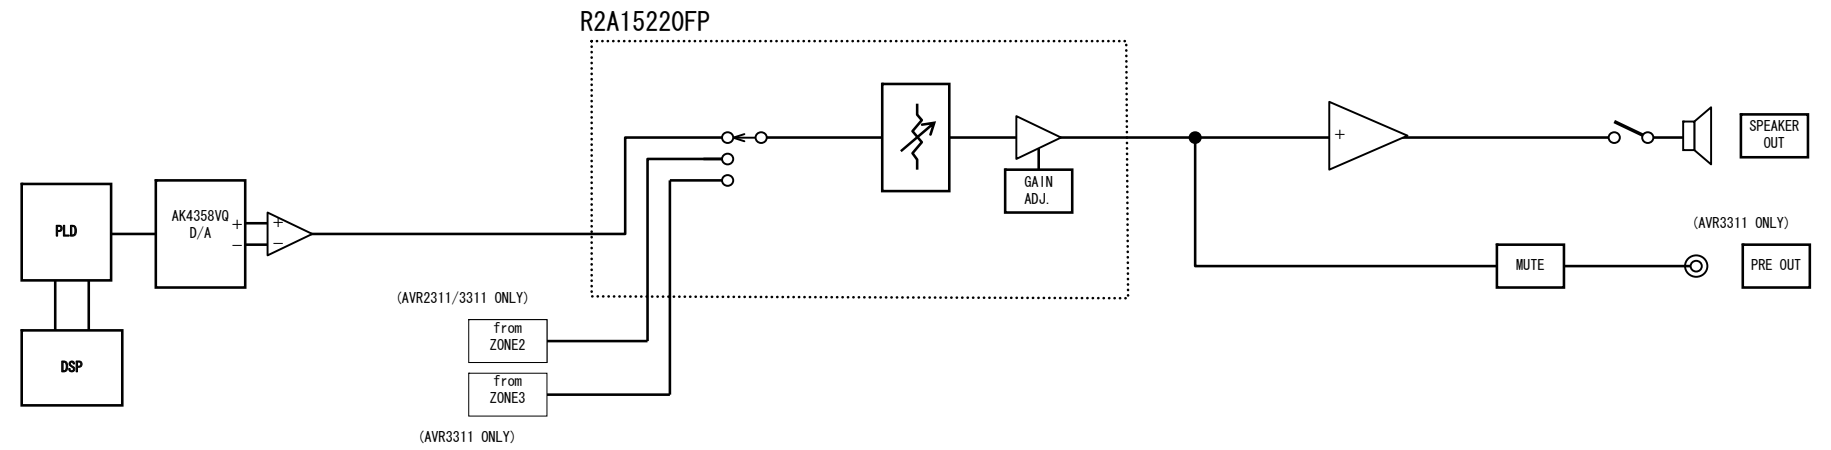 R2A15220FP
SPEAKER
OUT
+
GAIN
ADJ.
PLD
AK4358VQ
D/A
+
−
+
−
(AVR3311 ONLY)
MUTE
PRE OUT
(AVR2311/3311 ONLY)
from
ZONE2
DSP
from
ZONE3
(AVR3311 ONLY)